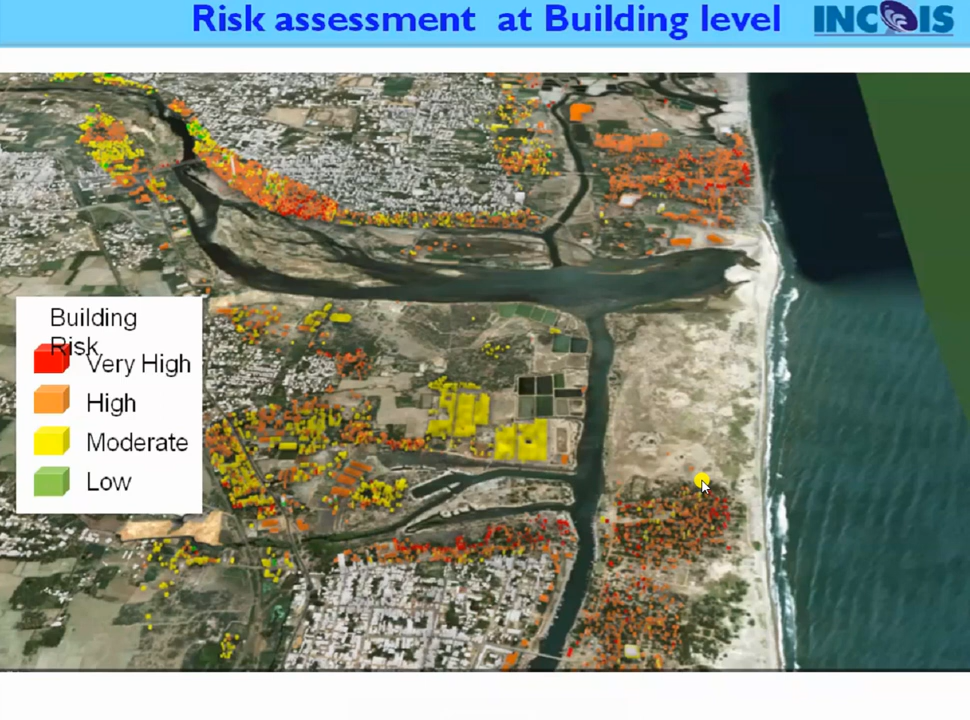 Risk assessment at Building level
INCOIS
Building
Risk
Very High
High
Moderate
Low